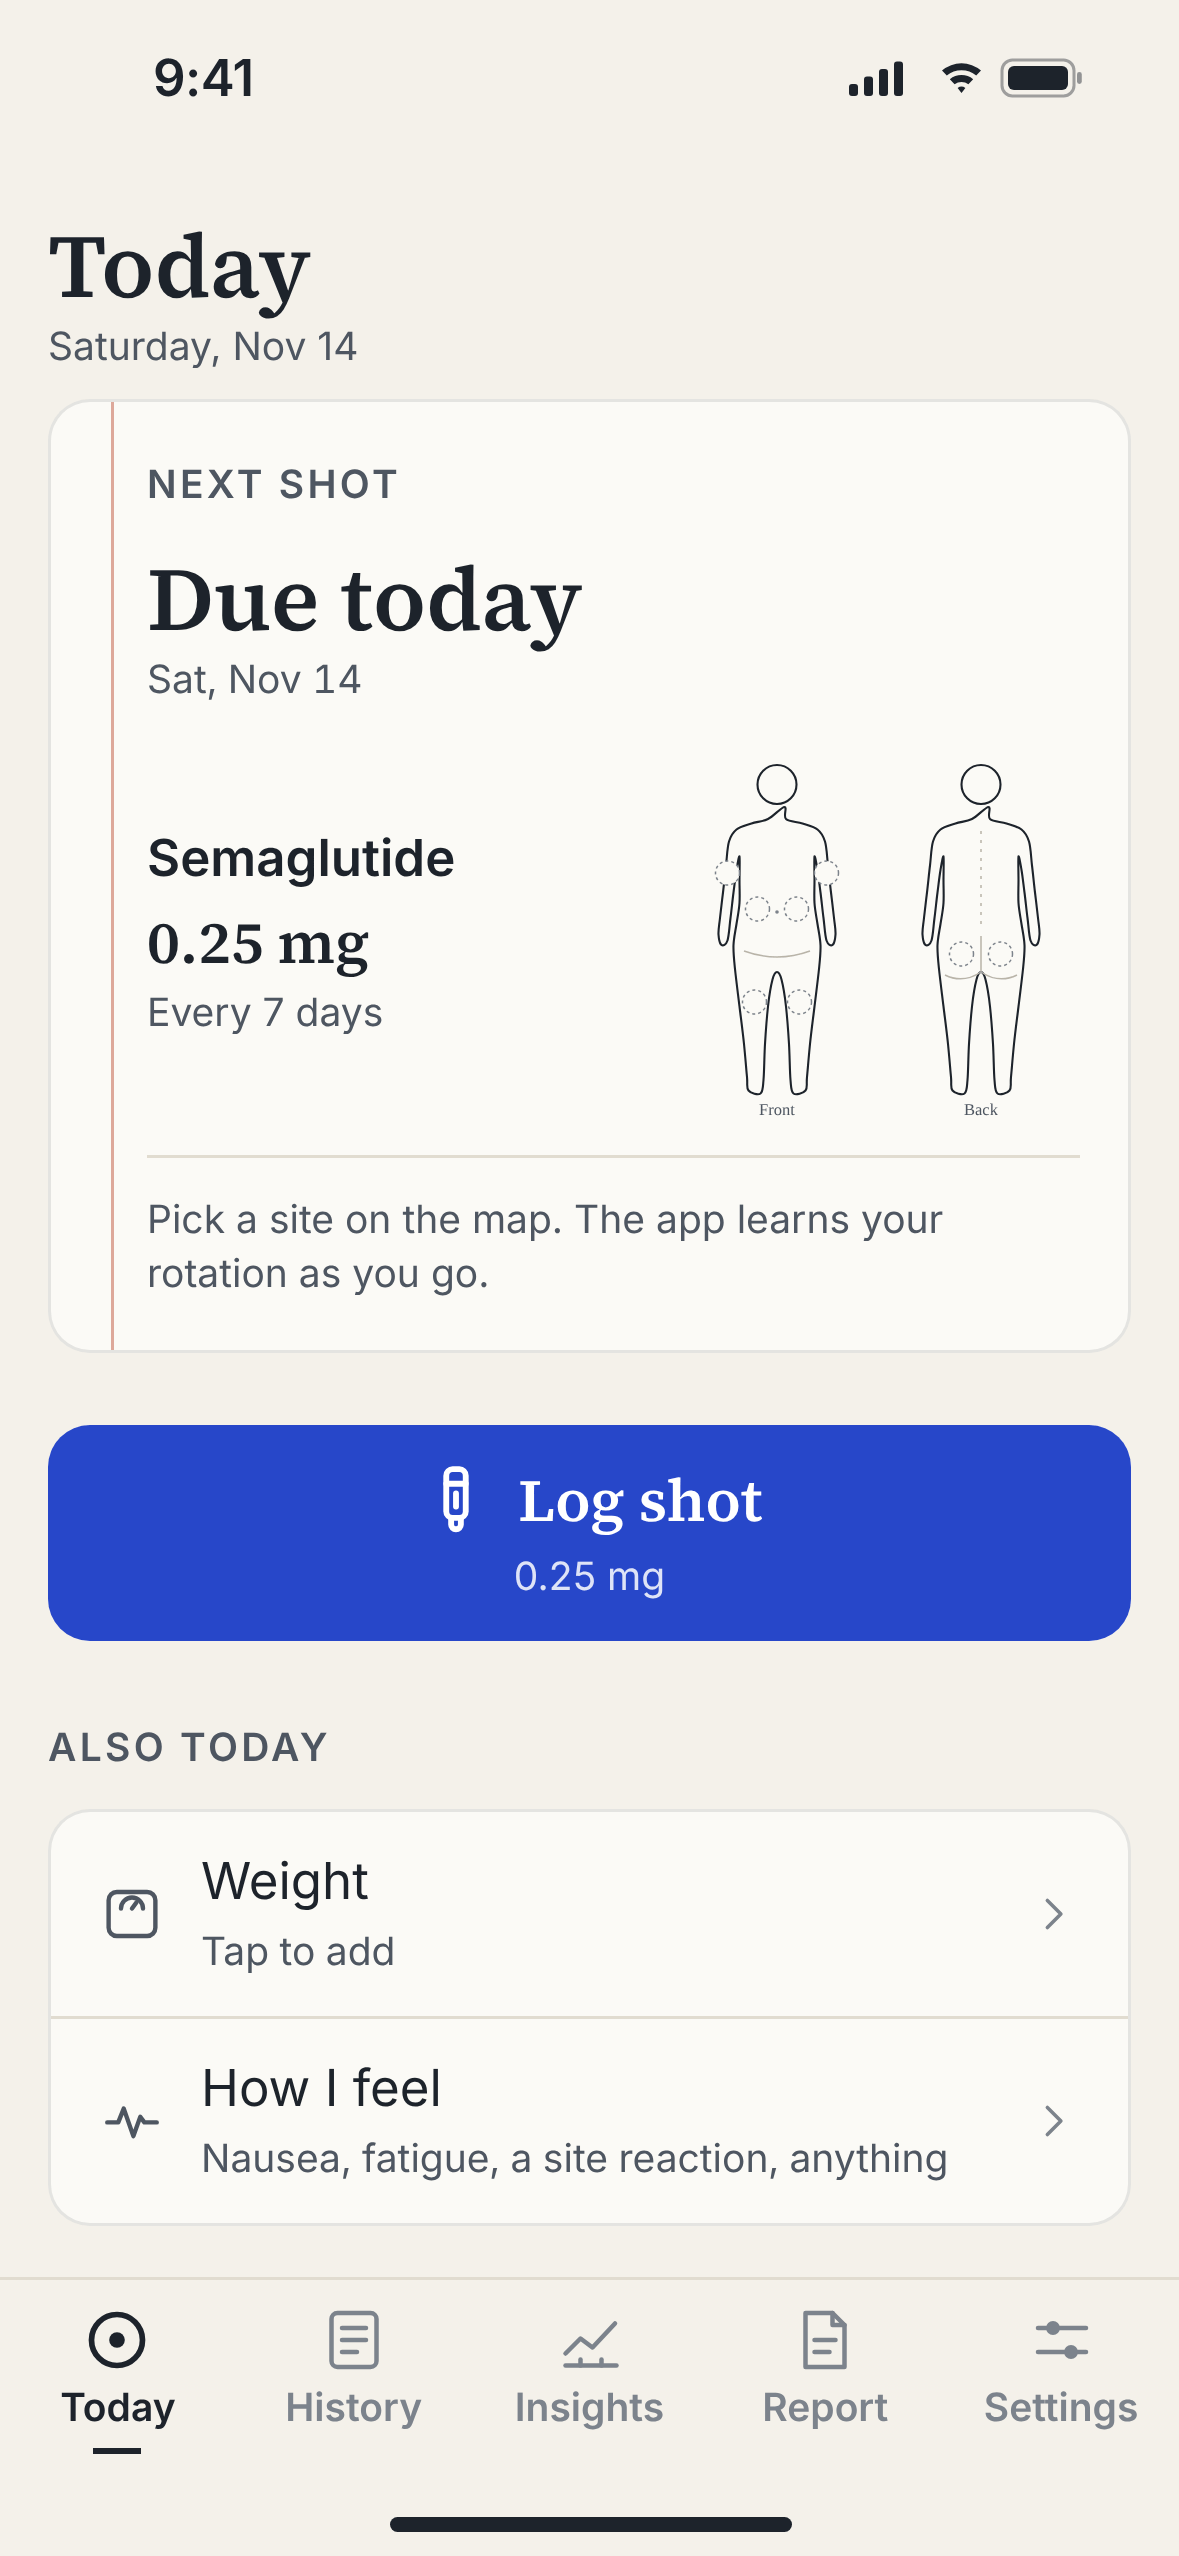 9:41
Today
Saturday, Nov 14
NEXT SHOT
Due today
Sat, Nov 14
Semaglutide
0.25 mg
Every 7 days
Front
Back
Pick a site on the map. The app learns your
rotation as you go.
Log shot
0.25 mg
ALSO TODAY
Weight
Tap to add
How I feel
Nausea, fatigue, a site reaction, anything
Today
History
Insights
Report
Settings